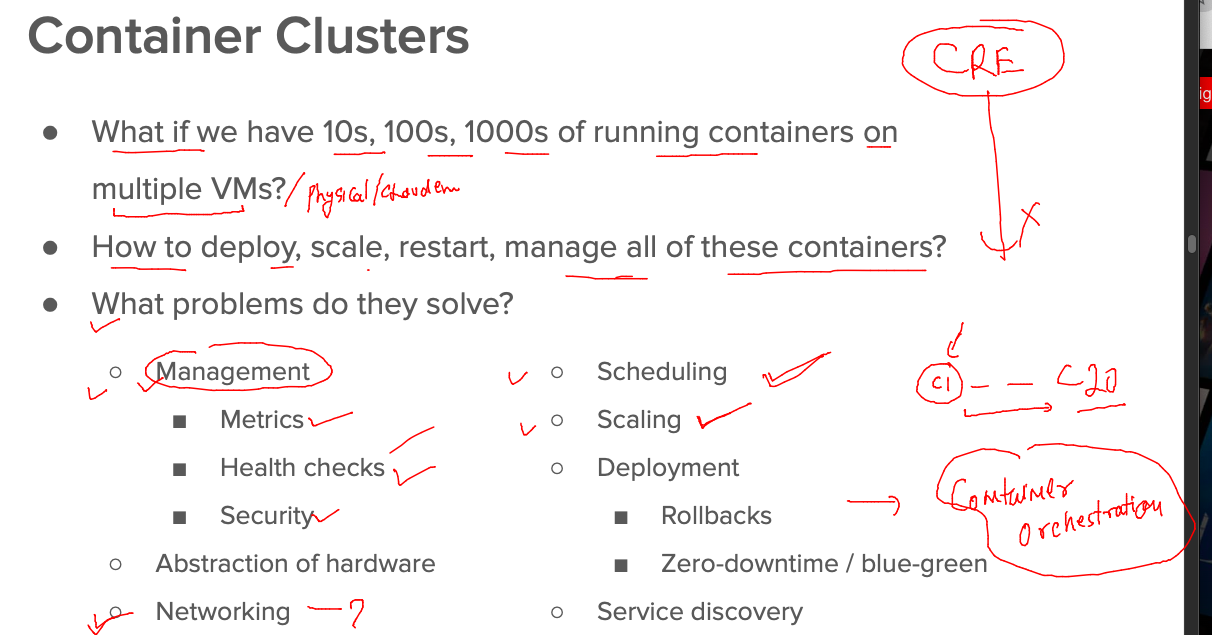 Container Clusters
CRE
● What if we have 10s, 100s, 1000s of running containers on
multiple VMs? / Physical/
● How to deploy, scale, restart, manage all of these containers?
X
● What problems do they solve?
○ Management
■ Metrics
■ Health checks
■ Security
○ Abstraction of hardware
○ Networking — ?
○ Scheduling
○ Scaling
○ Deployment
■ Rollbacks
■ Zero-downtime / blue-green
○ Service discovery
C1 — — C20
Container
Orchestration
ig